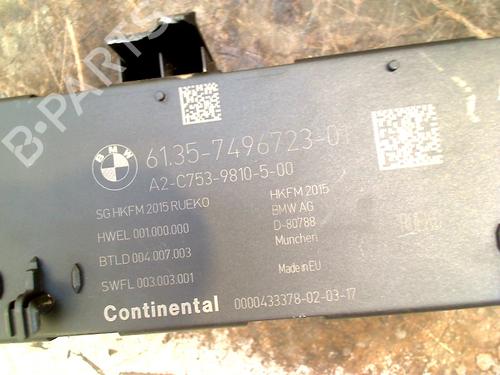 B-PARTS
BMW
61.35-7496723-01
A2-C753-9810-5-00
SG HKFM 2015 RUEKO
HWEL 001.000.000
BTLD 004.007.003
SWFL 003.003.001
HKFM 2015
BMW AG
D-80788
Munchen
Made in EU
Continental 0000433378-02-03-17